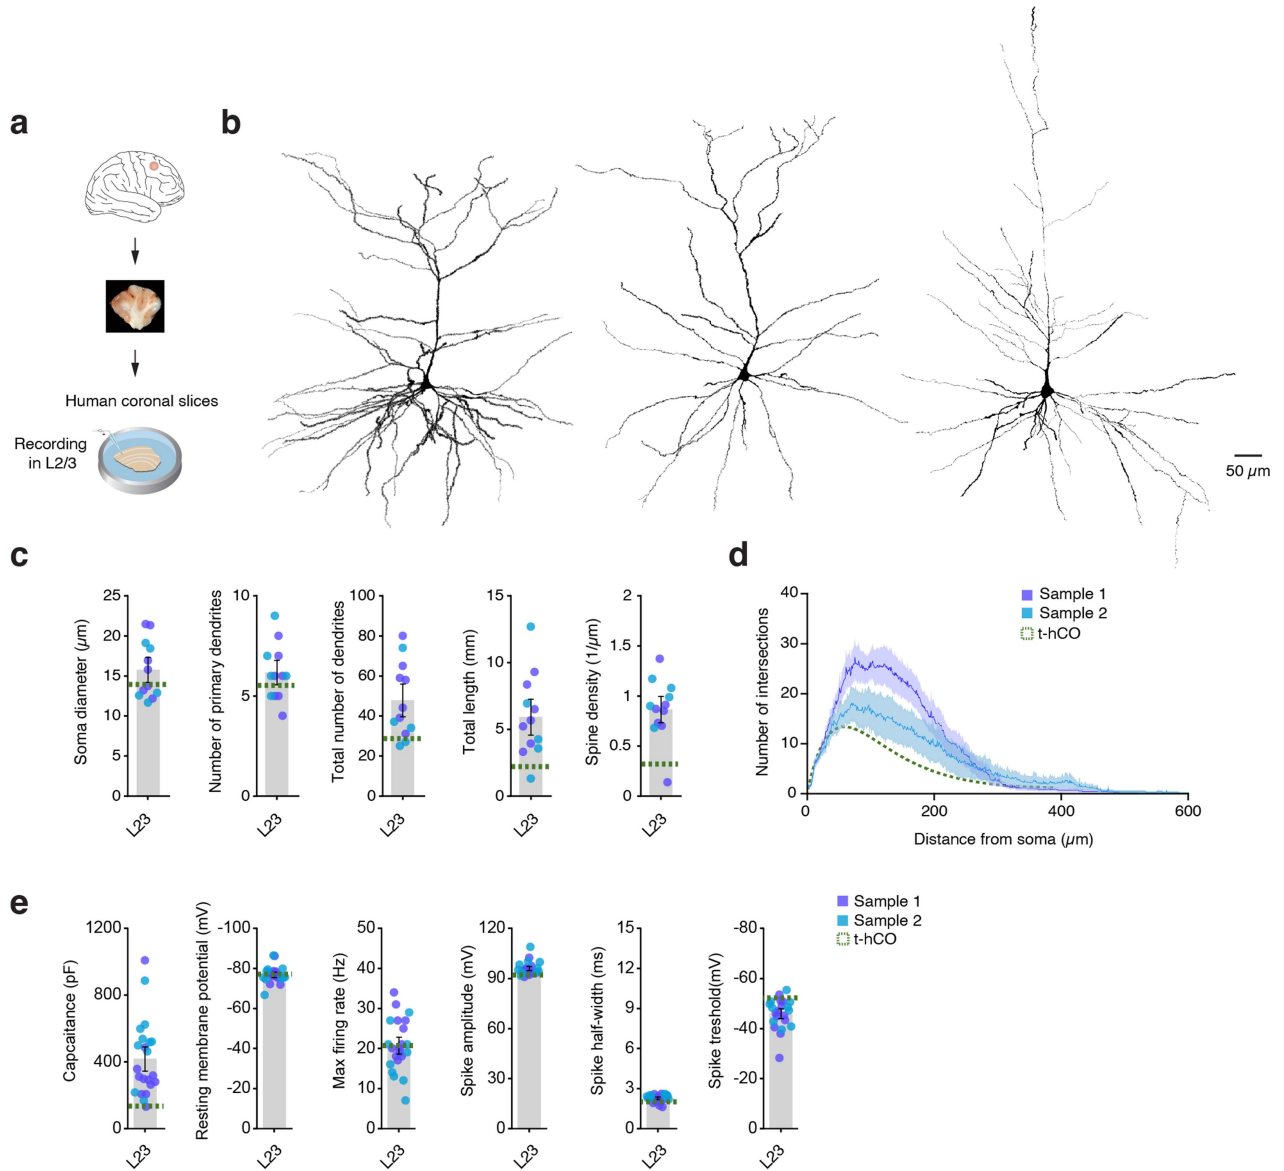 a
b
Human coronal slices
Recording
in L2/3
50 µm
c
d
Soma diameter (µm)
25
20
15
10
5
0
L23
Number of primary dendrites
10
5
0
L23
Total number of dendrites
100
80
60
40
20
0
L23
Total length (mm)
15
10
5
0
L23
Spine density (1/µm)
2
1.5
1
0.5
0
L23
Number of intersections
40
30
20
10
0
0
200
400
600
Distance from soma (µm)
Sample 1
Sample 2
t-hCO
e
Capcaitance (pF)
1200
800
400
0
L23
Resting membrane potential (mV)
-100
-80
-60
-40
-20
0
L23
Max firing rate (Hz)
50
40
30
20
10
0
L23
Spike amplitude (mV)
120
90
60
30
0
L23
Spike half-width (ms)
15
12
9
6
3
0
L23
Spike treshold(mV)
-80
-60
-40
-20
0
L23
Sample 1
Sample 2
t-hCO